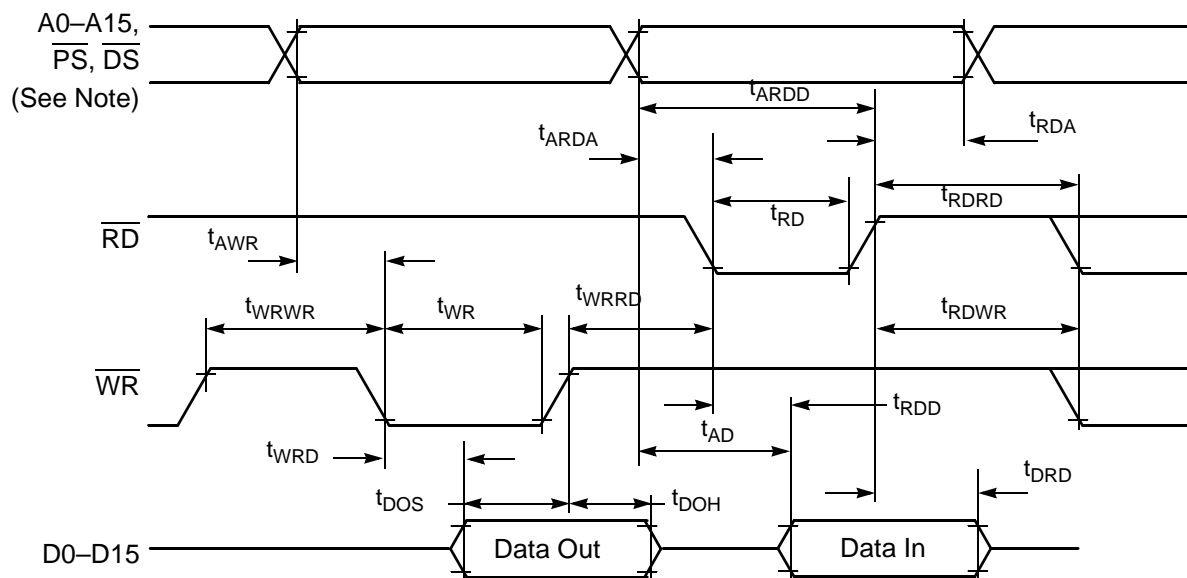 A0–A15,
PS, DS
(See Note)
tARDD
tRDA
tARDA
tRDRD
tRD
RD
tAWR
tWRWR
tWR
tWRRD
tRDWR
WR
tRDD
tAD
tWRD
tDRD
tDOS
tDOH
D0–D15
Data Out
Data In